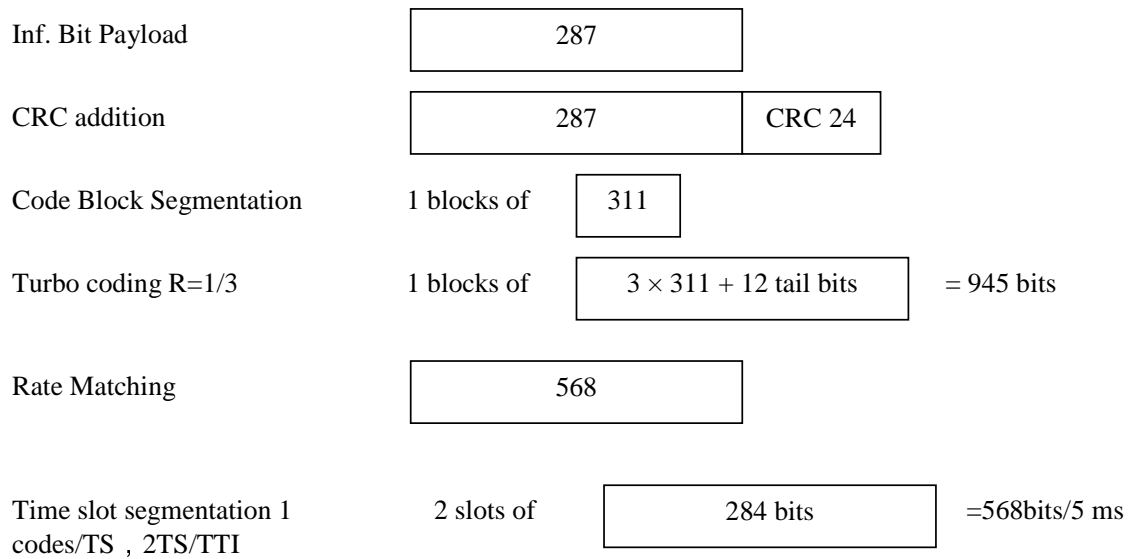 Inf. Bit Payload 287
CRC addition 287 CRC 24
Code Block Segmentation 1 blocks of 311
Turbo coding R=1/3 1 blocks of 3 × 311 + 12 tail bits = 945 bits
Rate Matching 568
Time slot segmentation 1 2 slots of 284 bits =568bits/5 ms
codes/TS，2TS/TTI